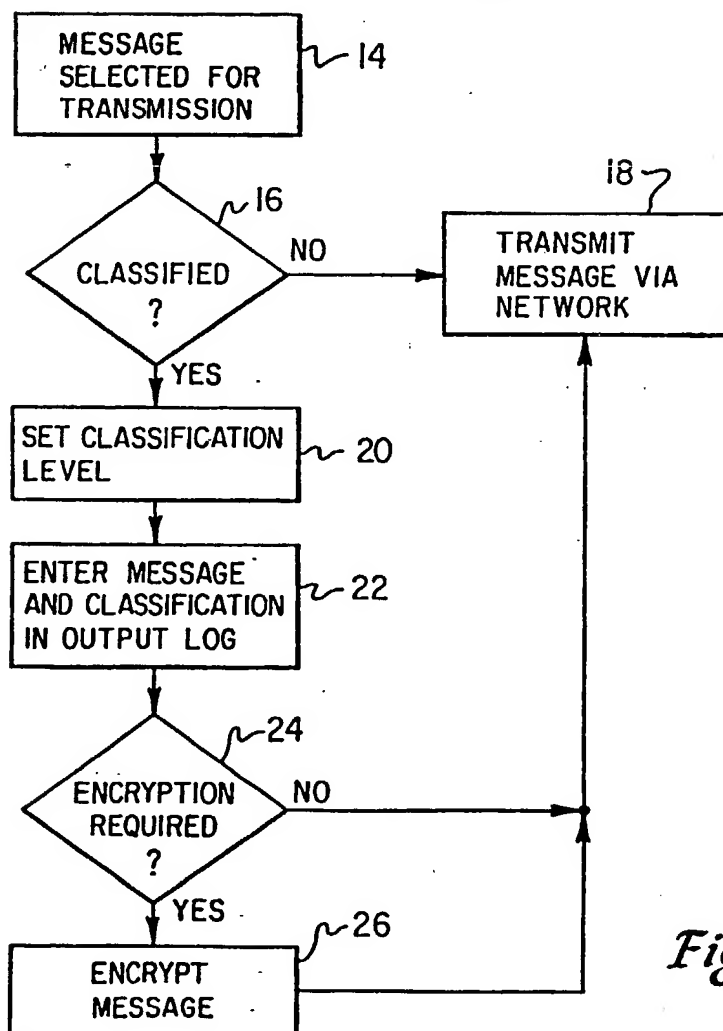 MESSAGE
SELECTED FOR
TRANSMISSION
14
16
CLASSIFIED
?
NO
18
TRANSMIT
MESSAGE VIA
NETWORK
YES
SET CLASSIFICATION
LEVEL
20
ENTER MESSAGE
AND CLASSIFICATION
IN OUTPUT LOG
22
24
ENCRYPTION
REQUIRED
?
NO
YES
26
ENCRYPT
MESSAGE
Fig